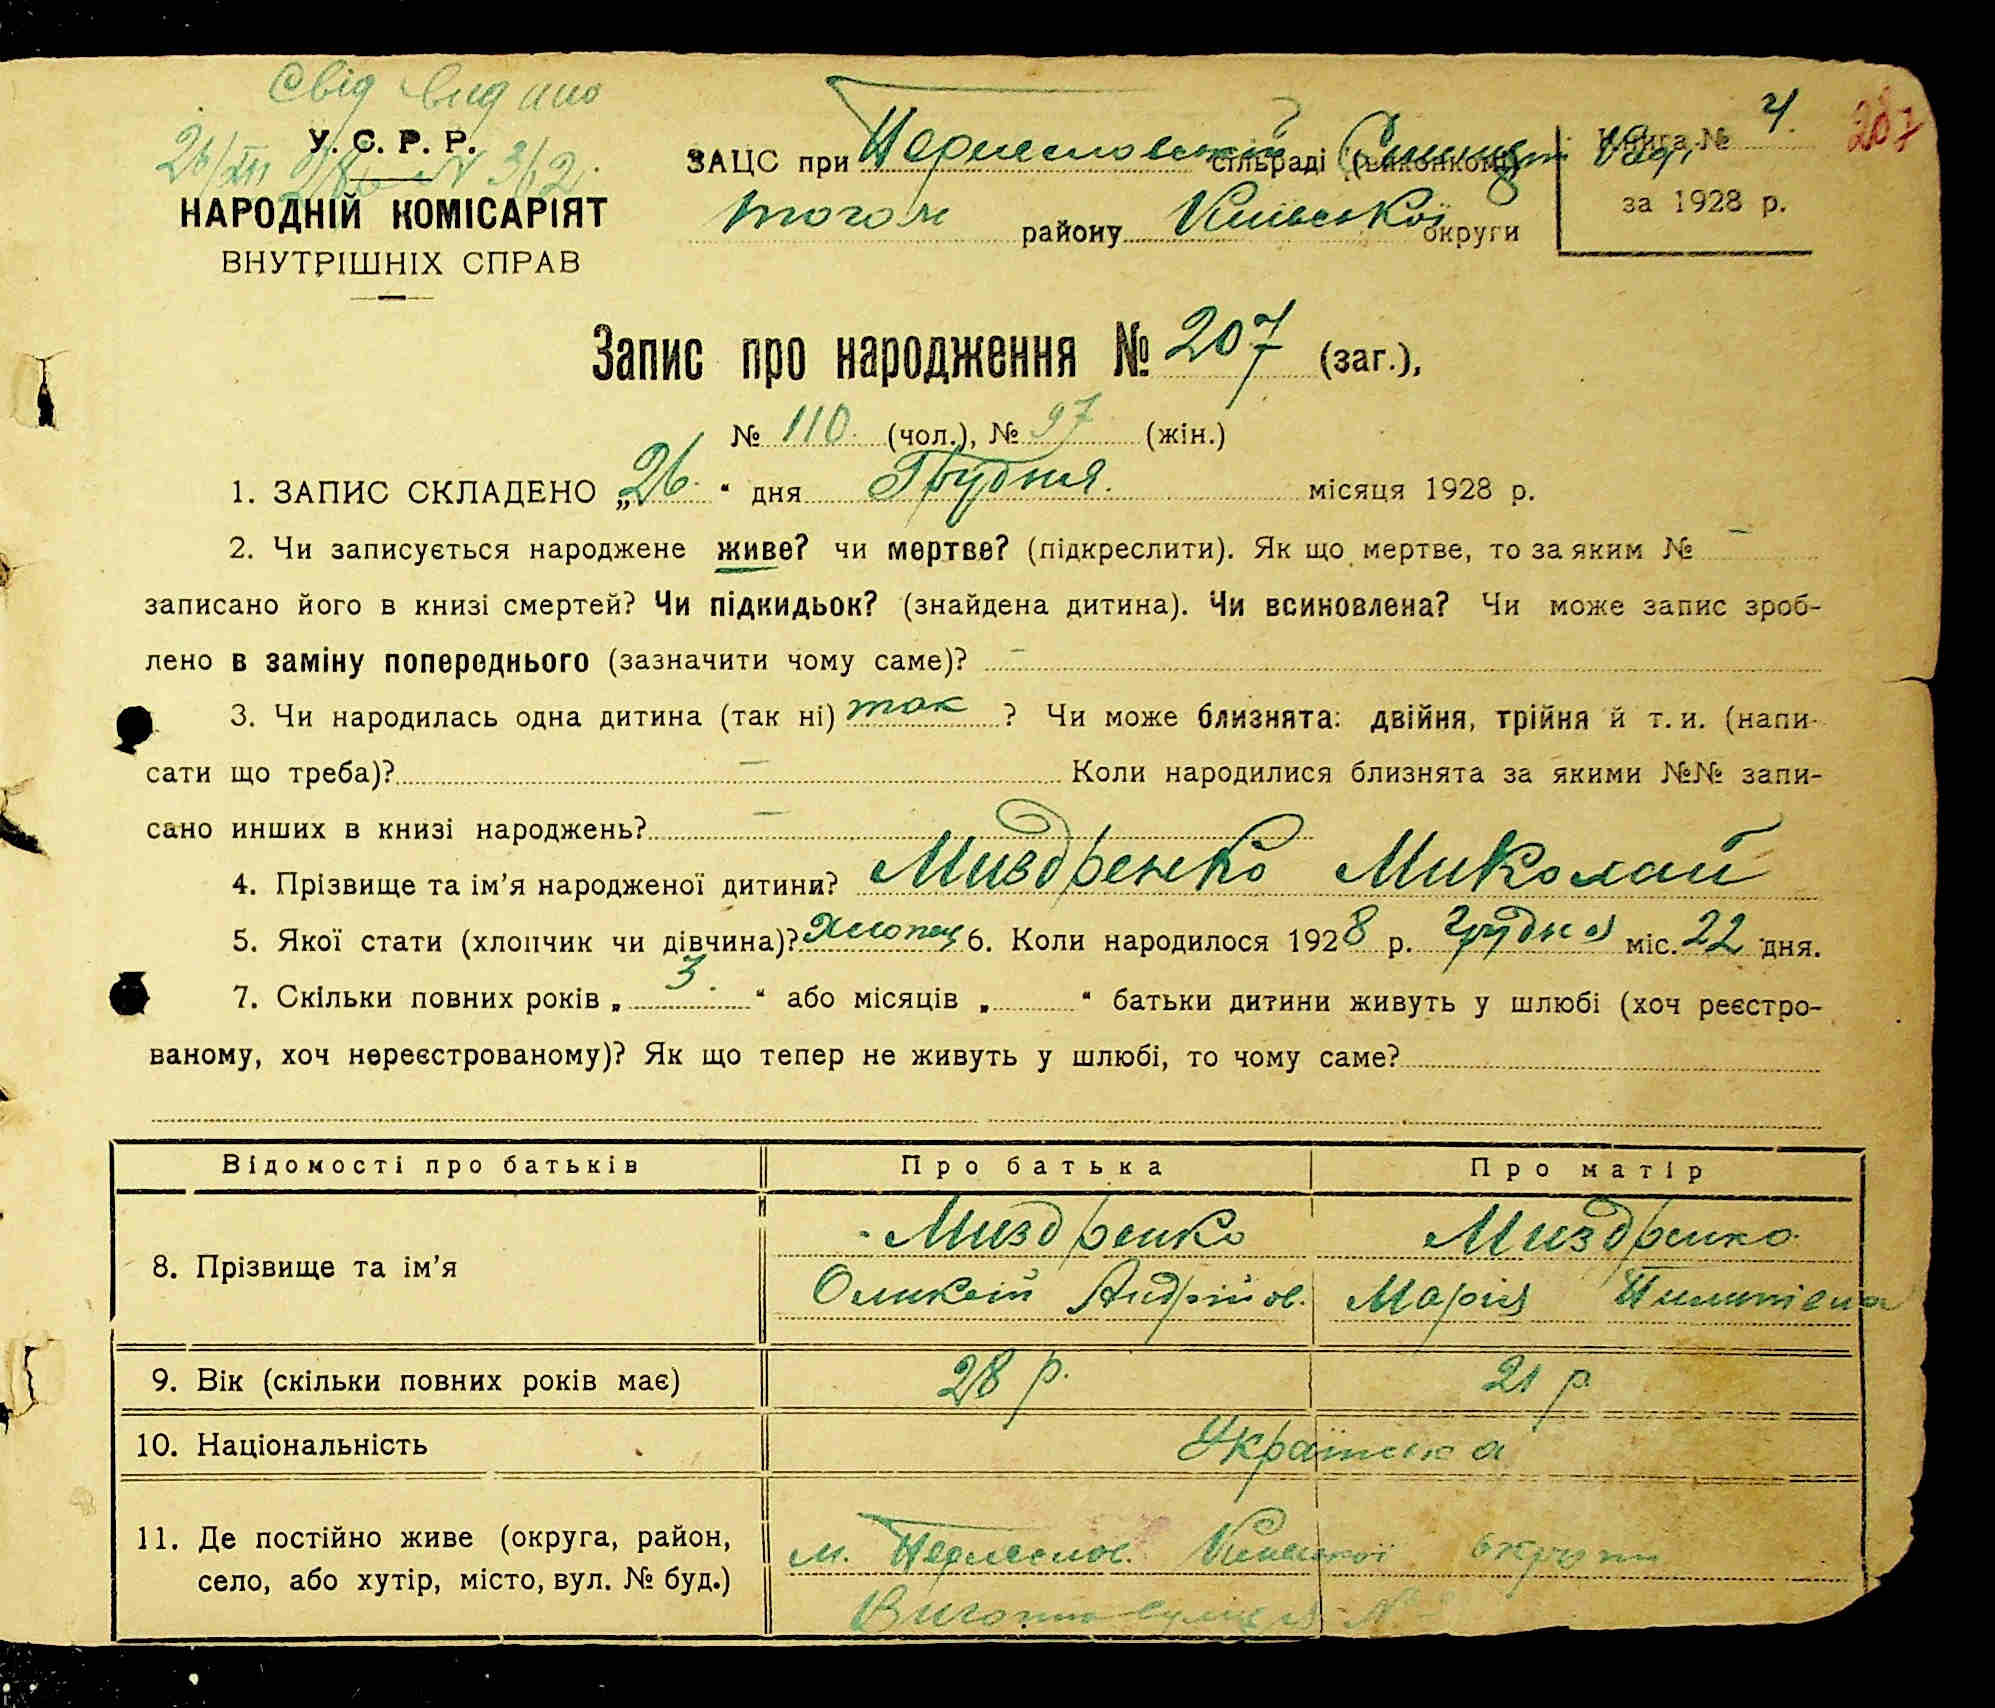 Свід видано
26/XII 28 № 312.
У. С. Р. Р.
НАРОДНІЙ КОМІСАРІЯТ
ВНУТРІШНІХ СПРАВ
ЗАЦС при сільраді (виконкомі)
того ж району Київської округи
Книга № 4.
за 1928 р.
207
Запис про народження № 207 (заг.),
№ 110. (чол.), № 97 (жін.)
1. ЗАПИС СКЛАДЕНО „26." дня Грудня. місяця 1928 р.
2. Чи записується народжене живе? чи мертве? (підкреслити). Як що мертве, то за яким № —
записано його в книзі смертей? Чи підкидьок? (знайдена дитина). Чи всиновлена? Чи може запис зроб-
лено в заміну попереднього (зазначити чому саме)? —
3. Чи народилась одна дитина (так ні) так ? Чи може близнята: двійня, трійня й т. и. (напи-
сати що треба)? — Коли народилися близнята за якими №№ запи-
сано инших в книзі народжень? —
4. Прізвище та ім’я народженої дитини? Миздренко Миколай
5. Якої стати (хлопчик чи дівчина)? Хлопец 6. Коли народилося 1928 р. грудня міс. 22 дня.
7. Скільки повних років „ 3. " або місяців „ " батьки дитини живуть у шлюбі (хоч реєстро-
ваному, хоч нереєстрованому)? Як що тепер не живуть у шлюбі, то чому саме?
Відомості про батьків Про батька Про матір
8. Прізвище та ім’я
Миздренко Миздренко
Оликсій Андрійов. Марія
9. Вік (скільки повних років має) 28 р. 21 р
10. Національність Українська
11. Де постійно живе (округа, район,
село, або хутір, місто, вул. № буд.)
м. Київської округи
вулиця №